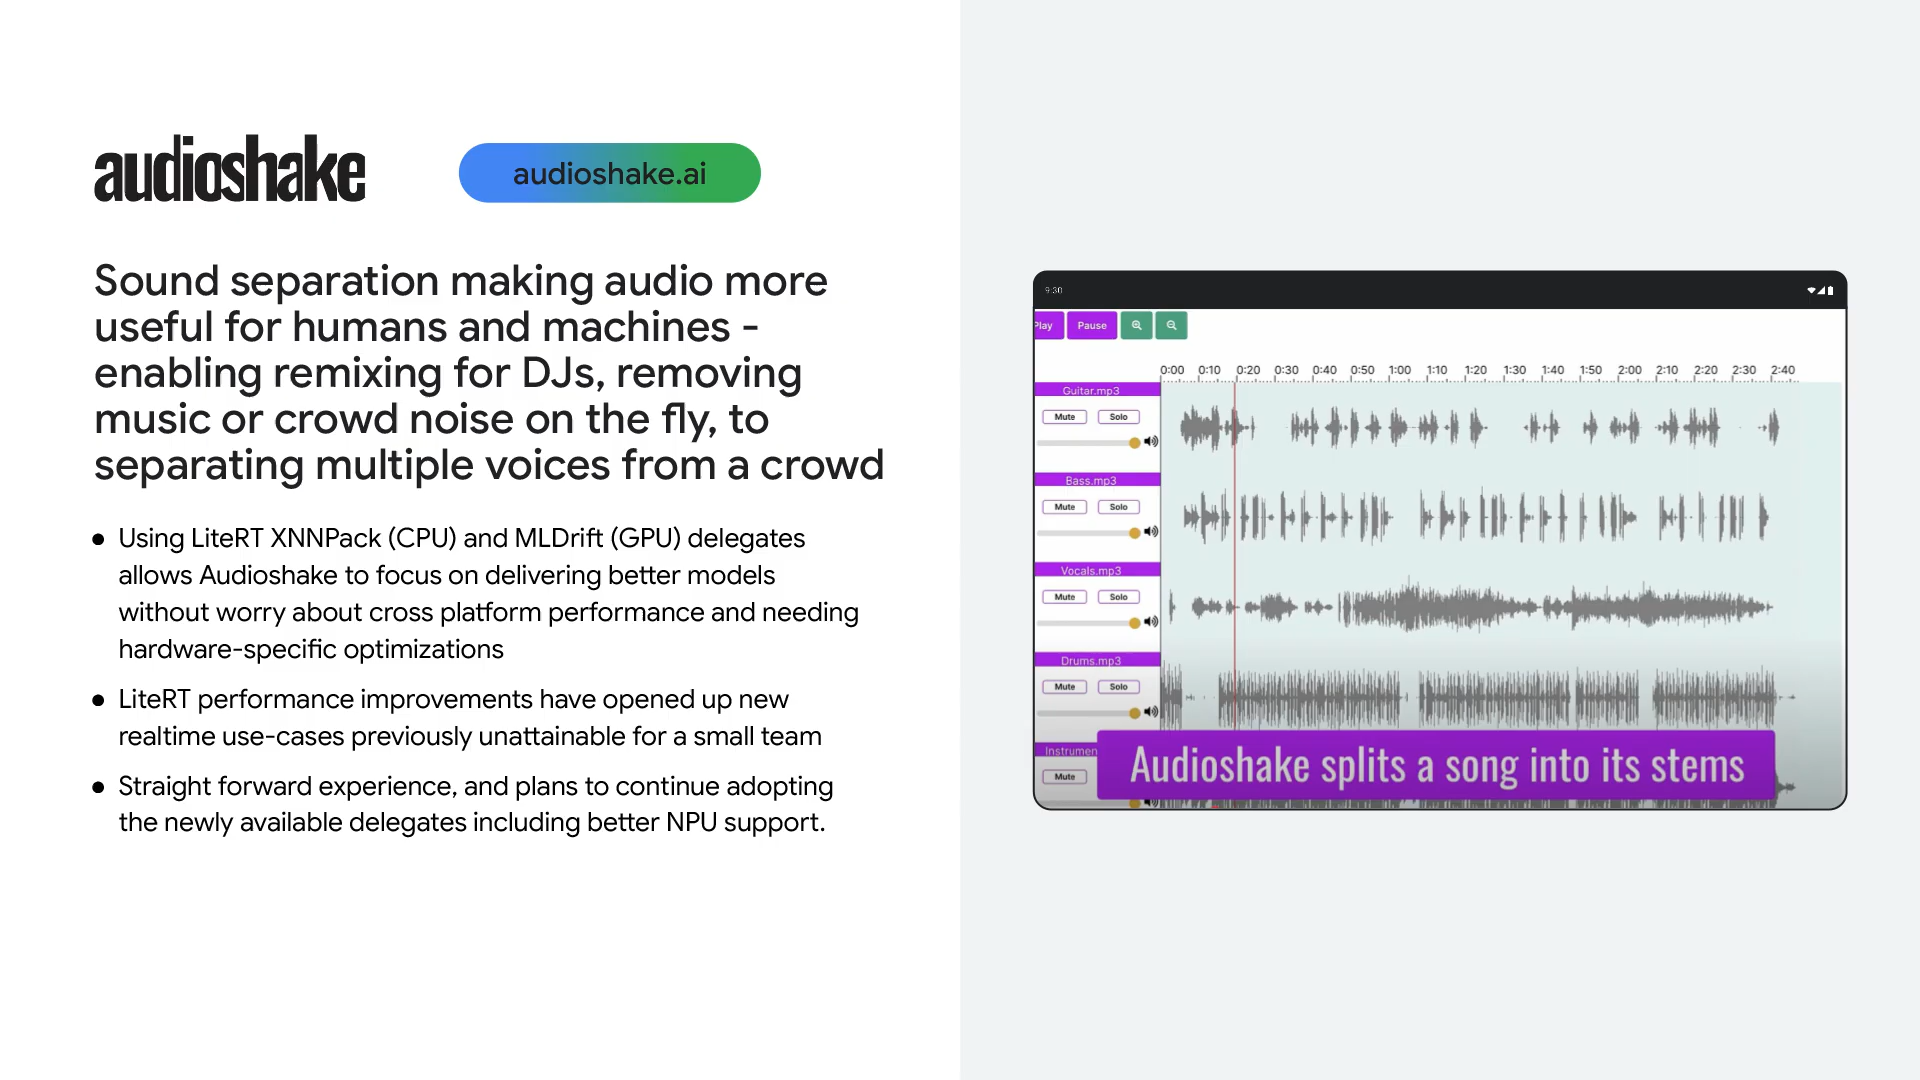 audioshake
audioshake.ai
Sound separation making audio more
useful for humans and machines -
enabling remixing for DJs, removing
music or crowd noise on the fly, to
separating multiple voices from a crowd
● Using LiteRT XNNPack (CPU) and MLDrift (GPU) delegates
allows Audioshake to focus on delivering better models
without worry about cross platform performance and needing
hardware-specific optimizations
● LiteRT performance improvements have opened up new
realtime use-cases previously unattainable for a small team
● Straight forward experience, and plans to continue adopting
the newly available delegates including better NPU support.
9:30
Play Pause
0:00 0:10 0:20 0:30 0:40 0:50 1:00 1:10 1:20 1:30 1:40 1:50 2:00 2:10 2:20 2:30 2:40
Guitar.mp3
Mute Solo
Bass.mp3
Mute Solo
Vocals.mp3
Mute Solo
Drums.mp3
Mute Solo
Instrumen
Mute
Audioshake splits a song into its stems